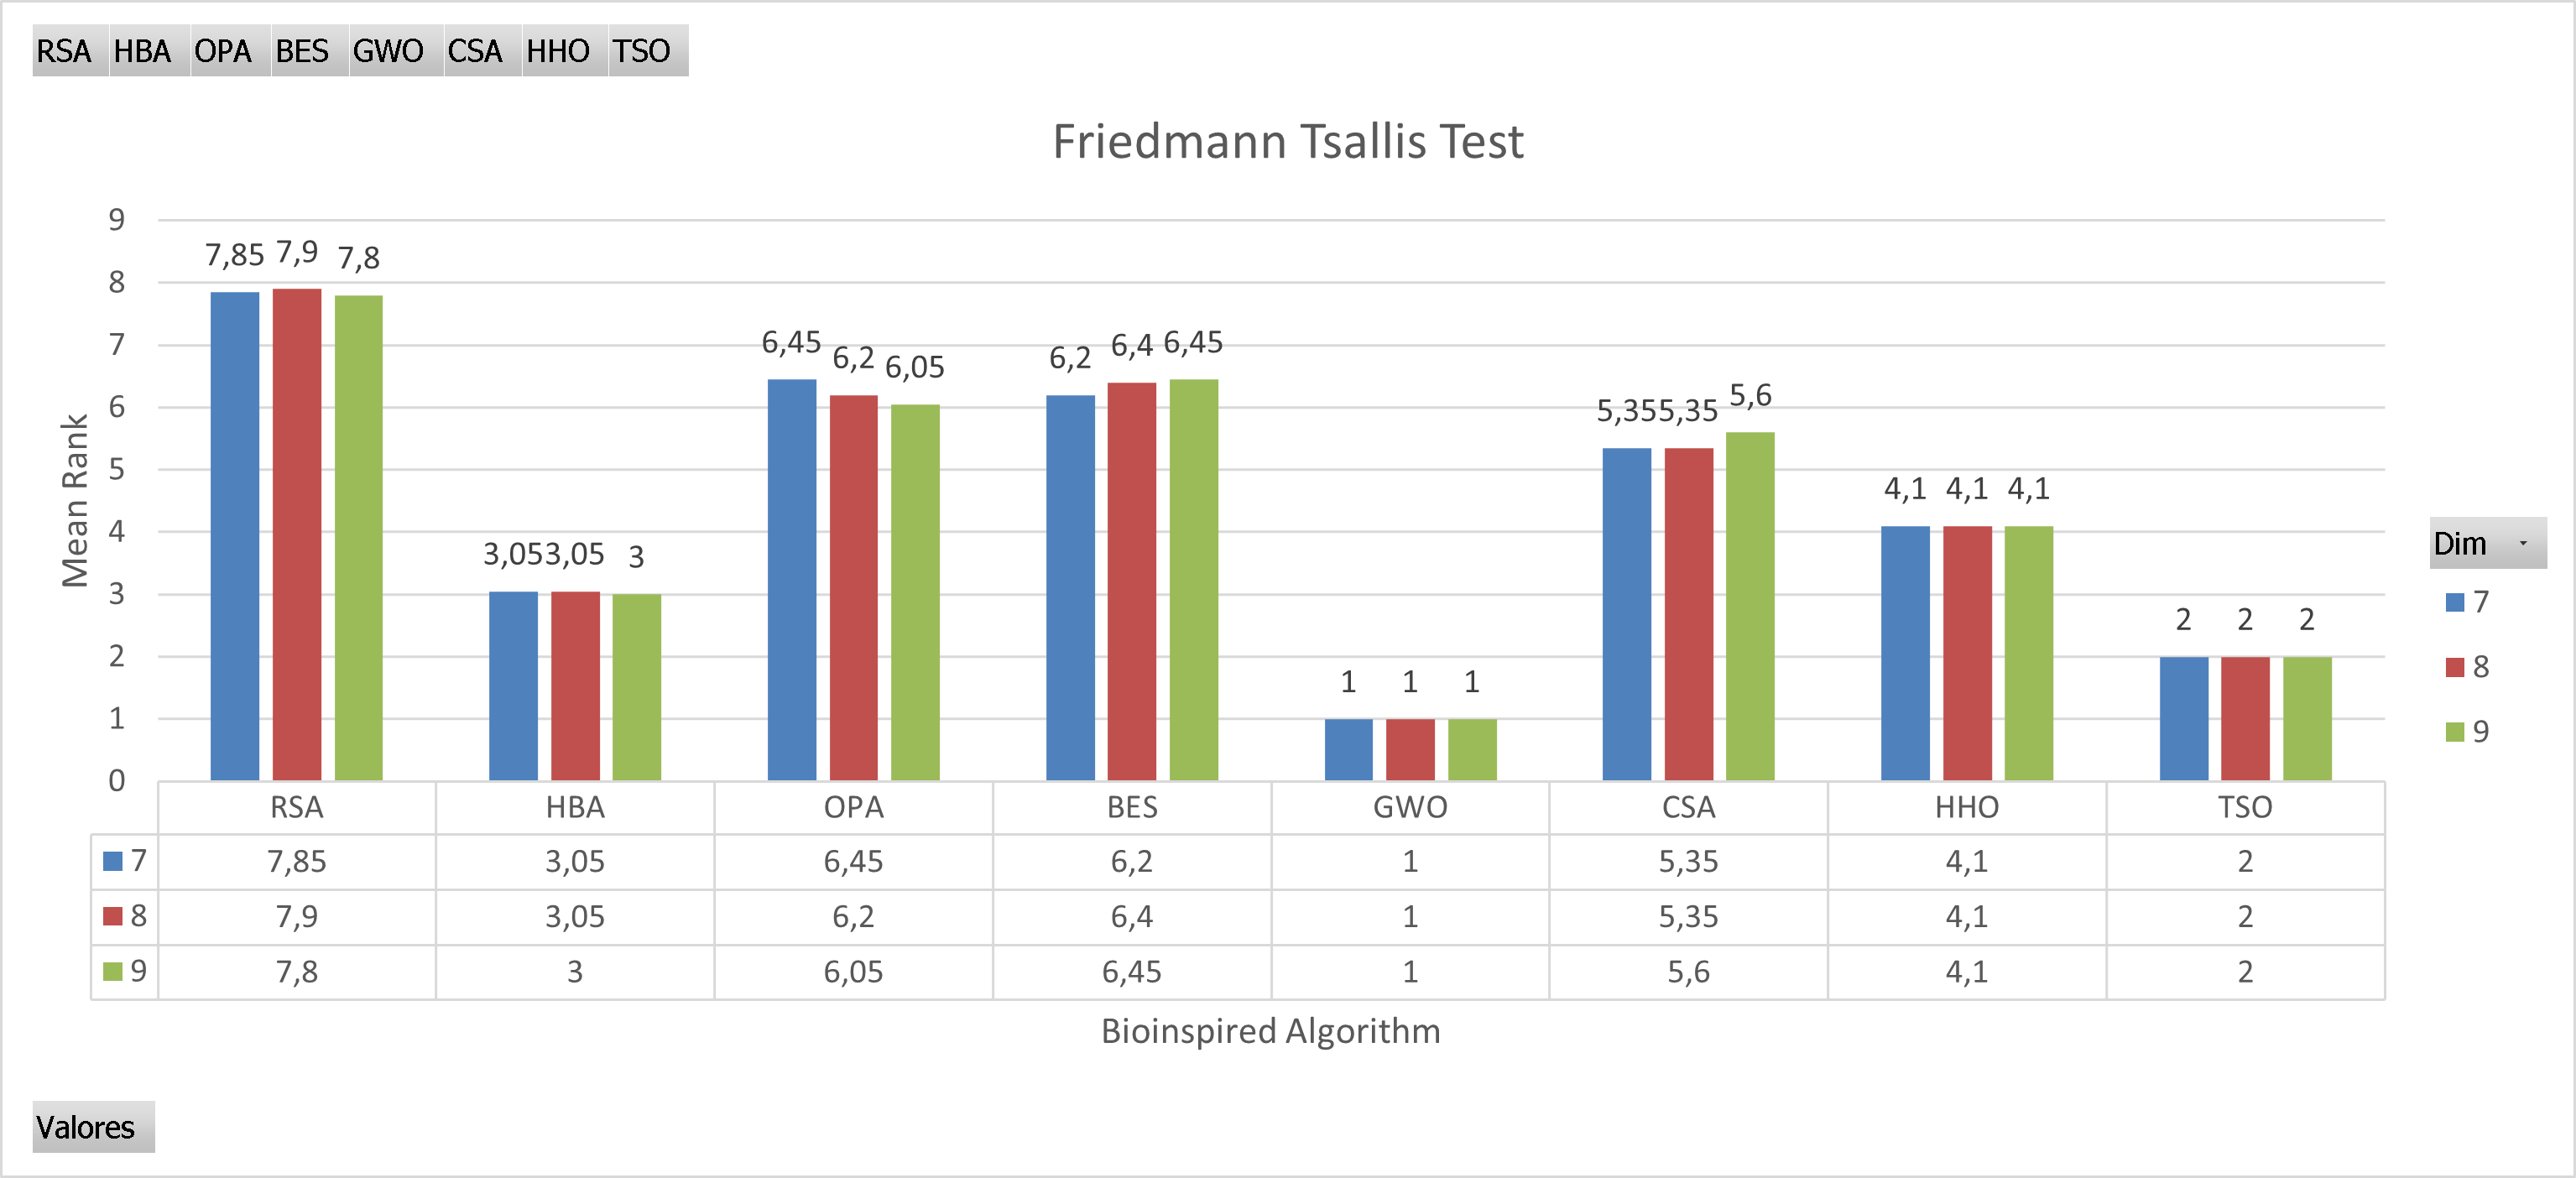 RSA HBA OPA BES GWO CSA HHO TSO
Friedmann Tsallis Test
9
8
7
6
5
4
3
2
1
0
Mean Rank
7,85 7,9 7,8
3,05 3,05 3
6,45 6,2 6,05
6,2 6,4 6,45
1 1 1
5,35 5,35 5,6
4,1 4,1 4,1
2 2 2
RSA HBA OPA BES GWO CSA HHO TSO
7 7,85 3,05 6,45 6,2 1 5,35 4,1 2
8 7,9 3,05 6,2 6,4 1 5,35 4,1 2
9 7,8 3 6,05 6,45 1 5,6 4,1 2
Bioinspired Algorithm
Dim
7
8
9
Valores